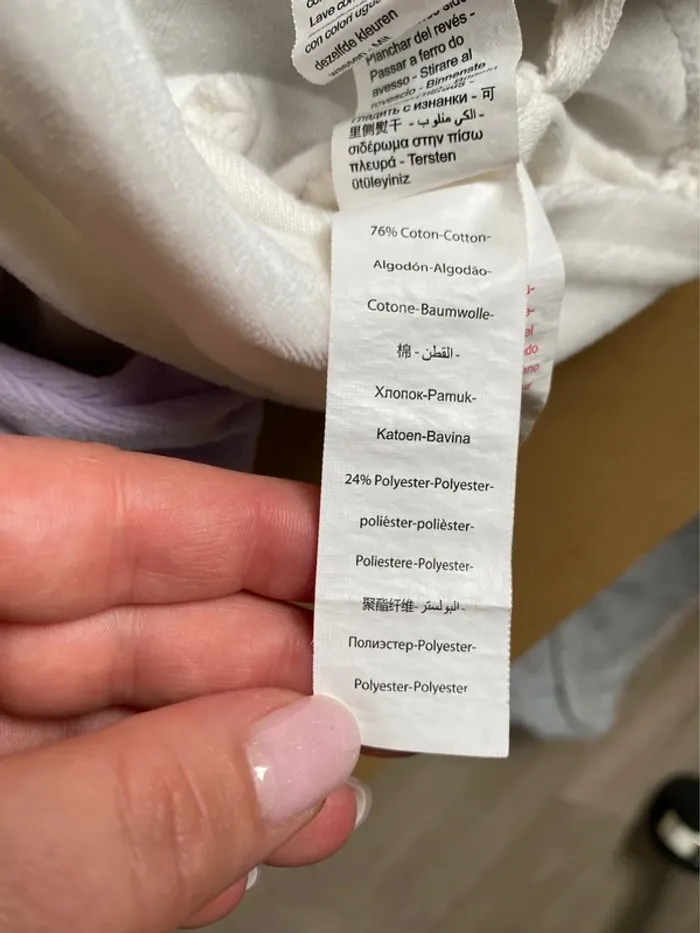 Lave
con colori
dezelfde kleuren
Planchar del revés -
Passar a ferro do
avesso - Stirare al
rovescio - Binnenste
гладить с изнанки - 可
里侧熨干 - الكي مقلوب -
σιδέρωμα στην πίσω
πλευρά - Tersten
ütüleyiniz
76% Coton-Cotton-
Algodón-Algodão-
Cotone-Baumwolle-
棉 - القطن -
Хлопок-Pamuk-
Katoen-Bavina
24% Polyester-Polyester-
poliéster-polièster-
Poliestere-Polyester-
聚酯纤维- البولستر -
Полиэстер-Polyester-
Polyester-Polyester